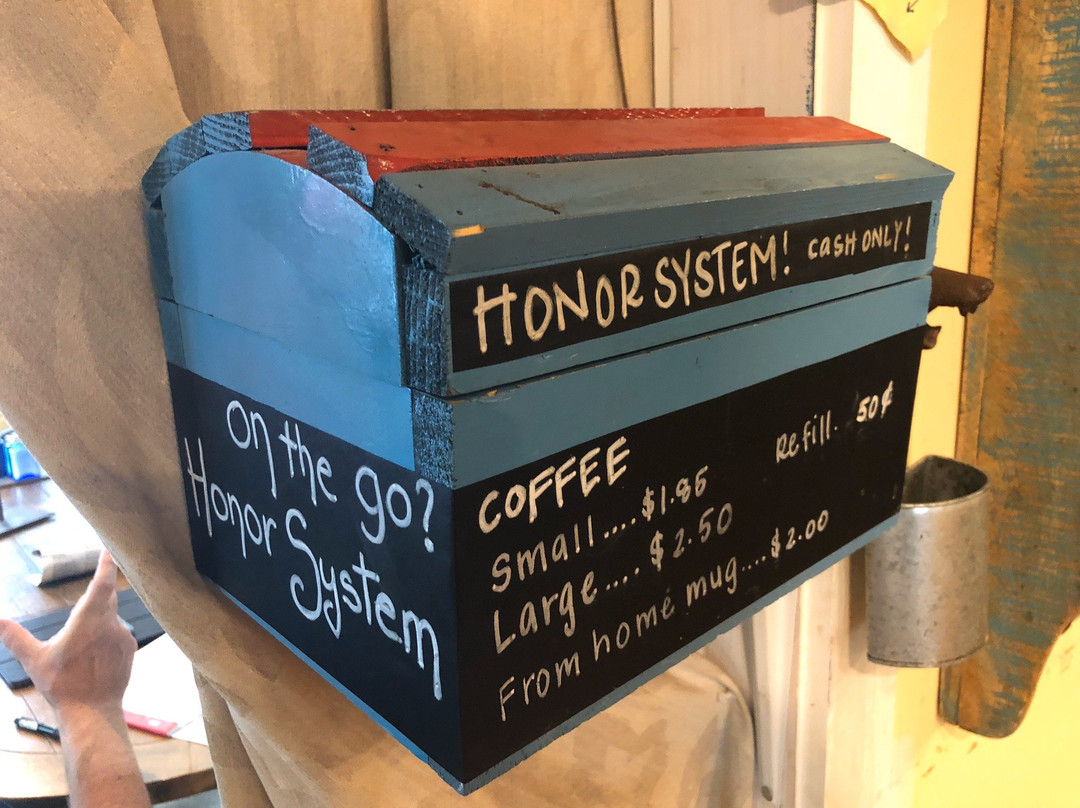 HONOR SYSTEM! CASH ONLY!
on the go?
Honor System
COFFEE
Refill. 50¢
Small....$1.85
Large.... $2.50
From home mug....$2.00